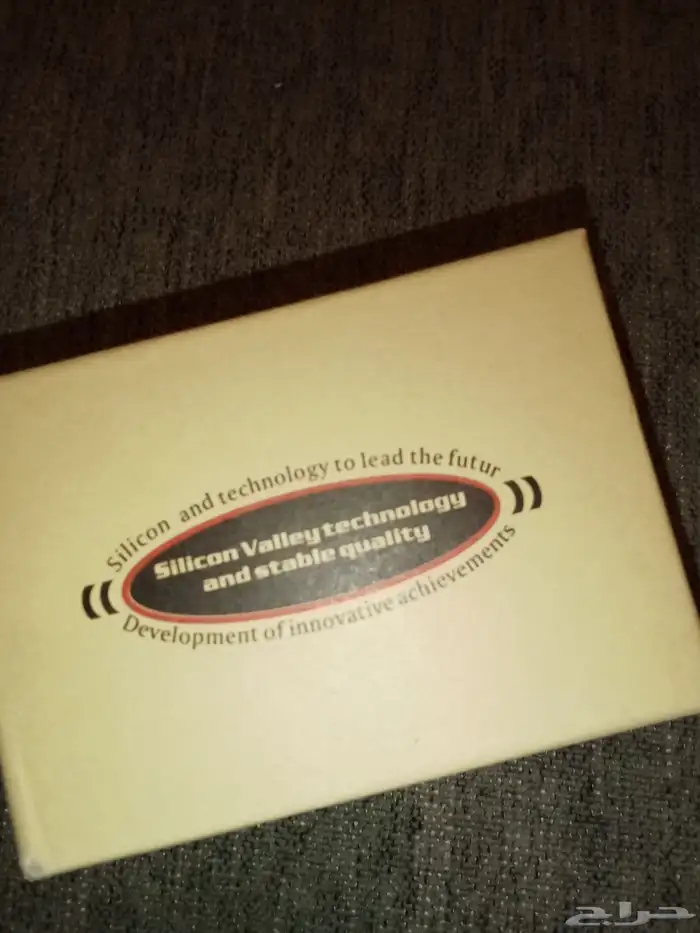 Silicon and technology to lead the futur
Silicon Valley technology
and stable quality
Development of innovative achievements
حراج